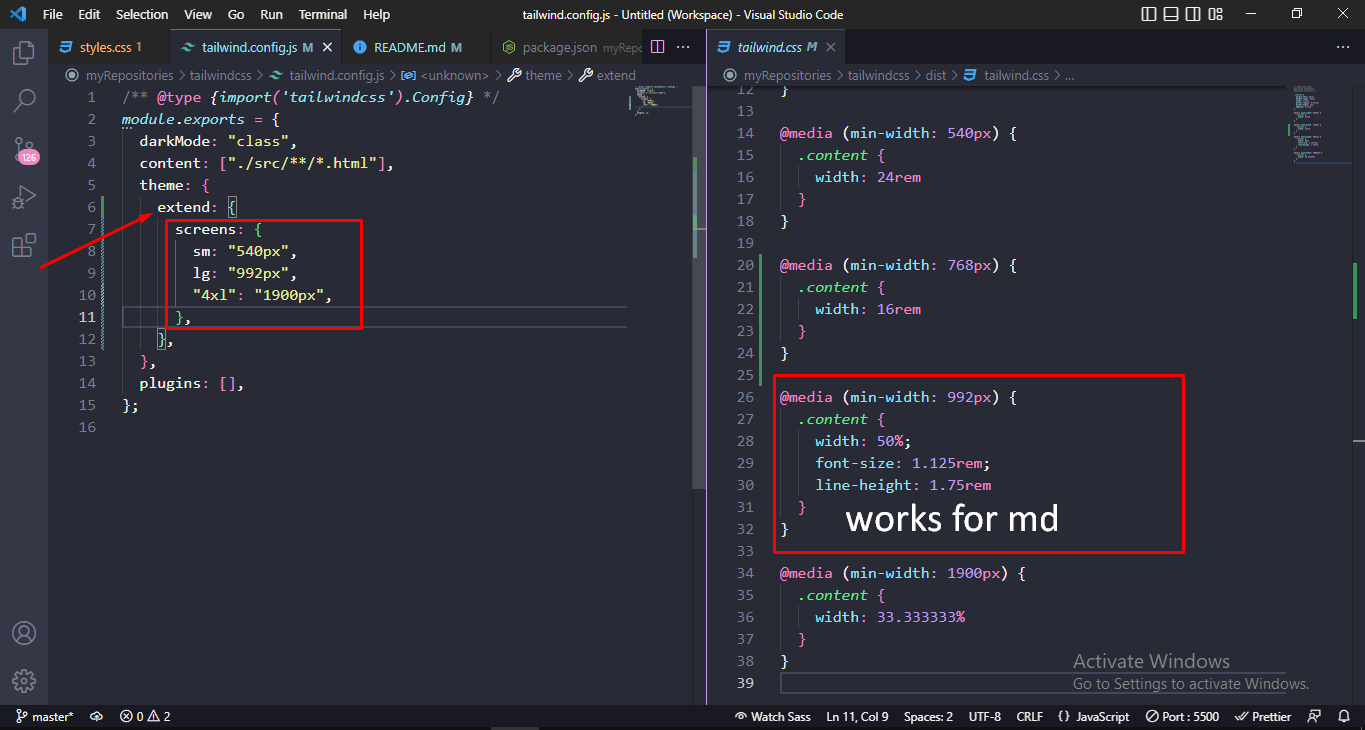 File Edit Selection View Go Run Terminal Help
tailwind.config.js - Untitled (Workspace) - Visual Studio Code
styles.css 1
tailwind.config.js M
README.md M
package.json myRepo
myRepositories > tailwindcss > tailwind.config.js > <unknown> > theme > extend
126
1 /** @type {import('tailwindcss').Config} */
2 module.exports = {
3 darkMode: "class",
4 content: ["./src/**/*.html"],
5 theme: {
6 extend: {
7 screens: {
8 sm: "540px",
9 lg: "992px",
10 "4xl": "1900px",
11 },
12 },
13 },
14 plugins: [],
15 };
16
tailwind.css M
myRepositories > tailwindcss > dist > tailwind.css > ...
12 }
13
14 @media (min-width: 540px) {
15 .content {
16 width: 24rem
17 }
18 }
19
20 @media (min-width: 768px) {
21 .content {
22 width: 16rem
23 }
24 }
25
26 @media (min-width: 992px) {
27 .content {
28 width: 50%;
29 font-size: 1.125rem;
30 line-height: 1.75rem
31 }
32 }
works for md
33
34 @media (min-width: 1900px) {
35 .content {
36 width: 33.333333%
37 }
38 }
39
Activate Windows
Go to Settings to activate Windows.
master* 0 2 Watch Sass Ln 11, Col 9 Spaces: 2 UTF-8 CRLF {} JavaScript Port : 5500 Prettier